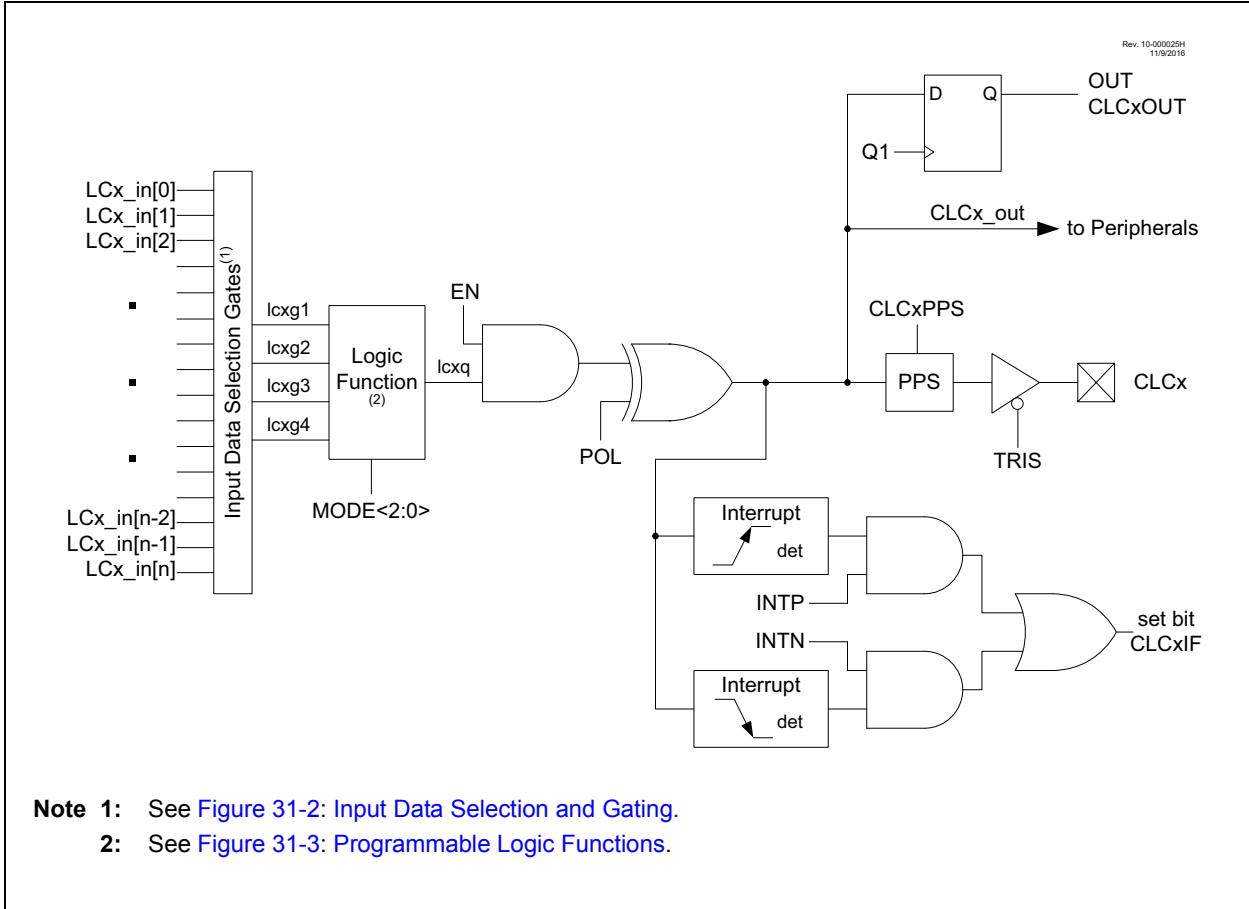 Rev. 10-000025H
11/9/2016
OUT
CLCxOUT
D
Q
Q1
CLCx_out
to Peripherals
LCx_in[0]
LCx_in[1]
LCx_in[2]
LCx_in[n-2]
LCx_in[n-1]
LCx_in[n]
Input Data Selection Gates(1)
lcxg1
lcxg2
lcxg3
lcxg4
Logic
Function
(2)
MODE<2:0>
lcxq
EN
POL
CLCxPPS
PPS
TRIS
CLCx
Interrupt
det
INTP
INTN
Interrupt
det
set bit
CLCxIF
Note 1: See Figure 31-2: Input Data Selection and Gating.
2: See Figure 31-3: Programmable Logic Functions.